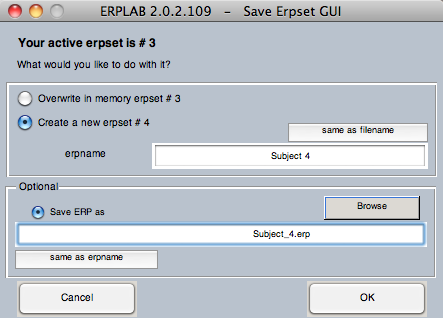 ERPLAB 2.0.2.109 - Save Erpset GUI
Your active erpset is # 3
What would you like to do with it?
Overwrite in memory erpset # 3
Create a new erpset # 4
same as filename
erpname
Subject 4
Optional
Save ERP as
Browse
Subject_4.erp
same as erpname
Cancel
OK